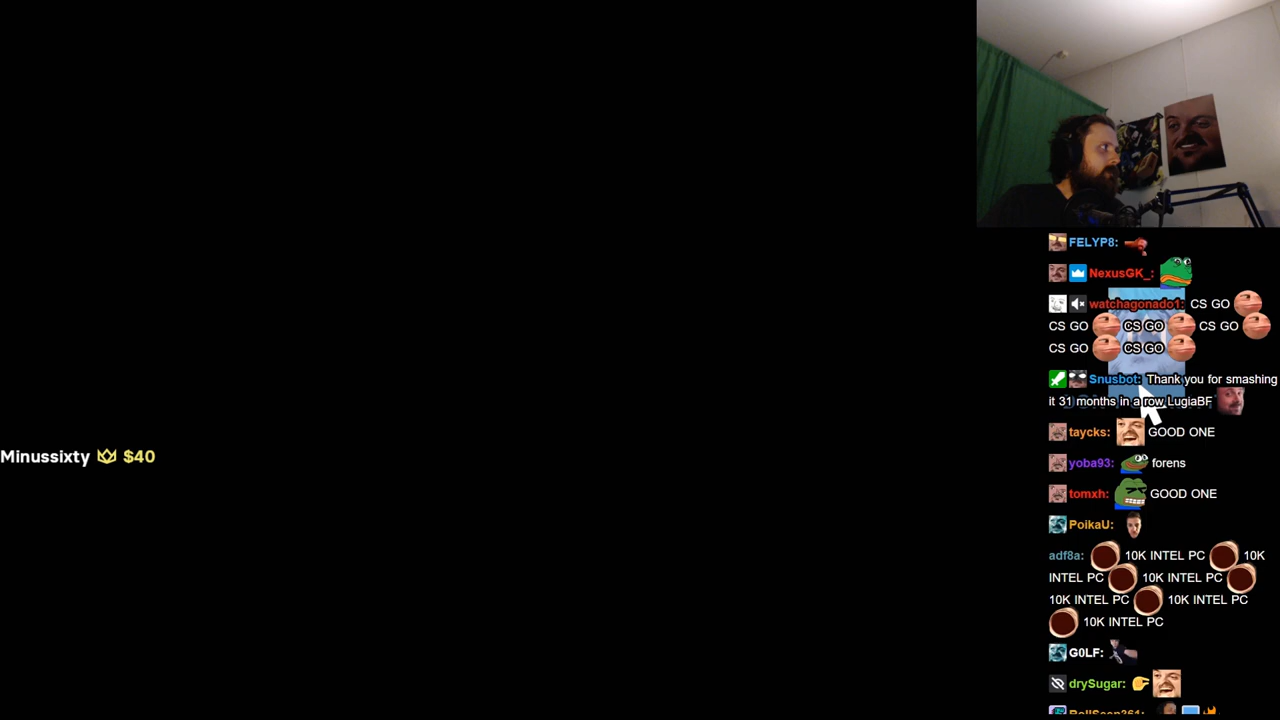 FELYP8:
NexusGK_:
watchagonado1: CS GO
CS GO CS GO CS GO
CS GO CS GO
Snusbot: Thank you for smashing
it 31 months in a row LugiaBF
taycks: GOOD ONE
Minussixty $40
yoba93: forens
tomxh: GOOD ONE
PoikaU:
adf8a: 10K INTEL PC 10K
INTEL PC 10K INTEL PC
10K INTEL PC 10K INTEL PC
10K INTEL PC
G0LF:
drySugar: